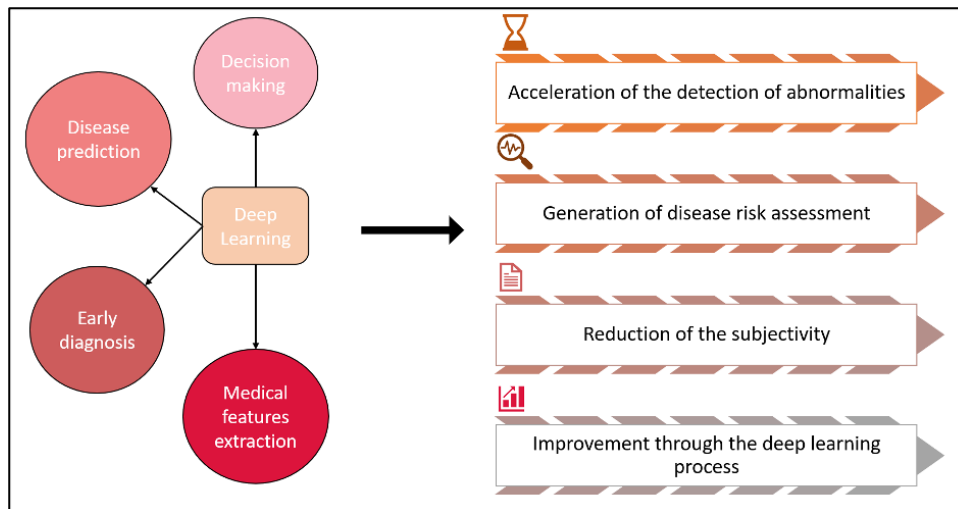 Decision
making
Disease
prediction
Deep
Learning
Early
diagnosis
Medical
features
extraction
Acceleration of the detection of abnormalities
Generation of disease risk assessment
Reduction of the subjectivity
Improvement through the deep learning
process